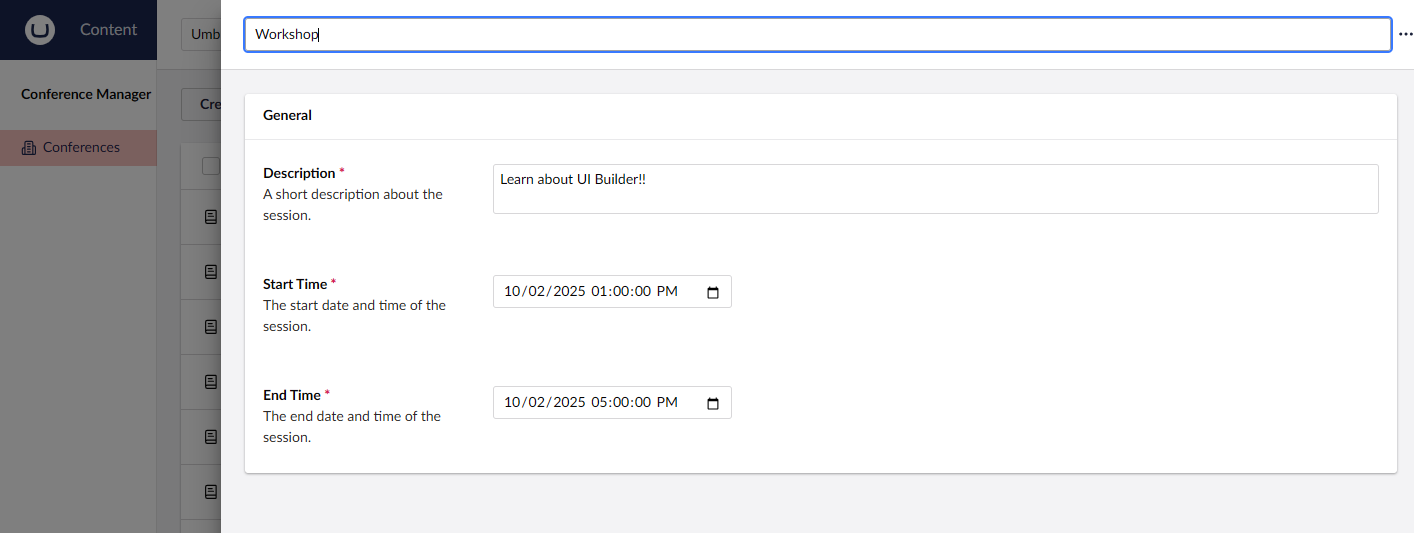 Content
Umb
Workshop
...
Conference Manager
Cre
Conferences
General
Description *
A short description about the
session.
Learn about UI Builder!!
Start Time *
The start date and time of the
session.
10/02/2025 01:00:00 PM
End Time *
The end date and time of the
session.
10/02/2025 05:00:00 PM